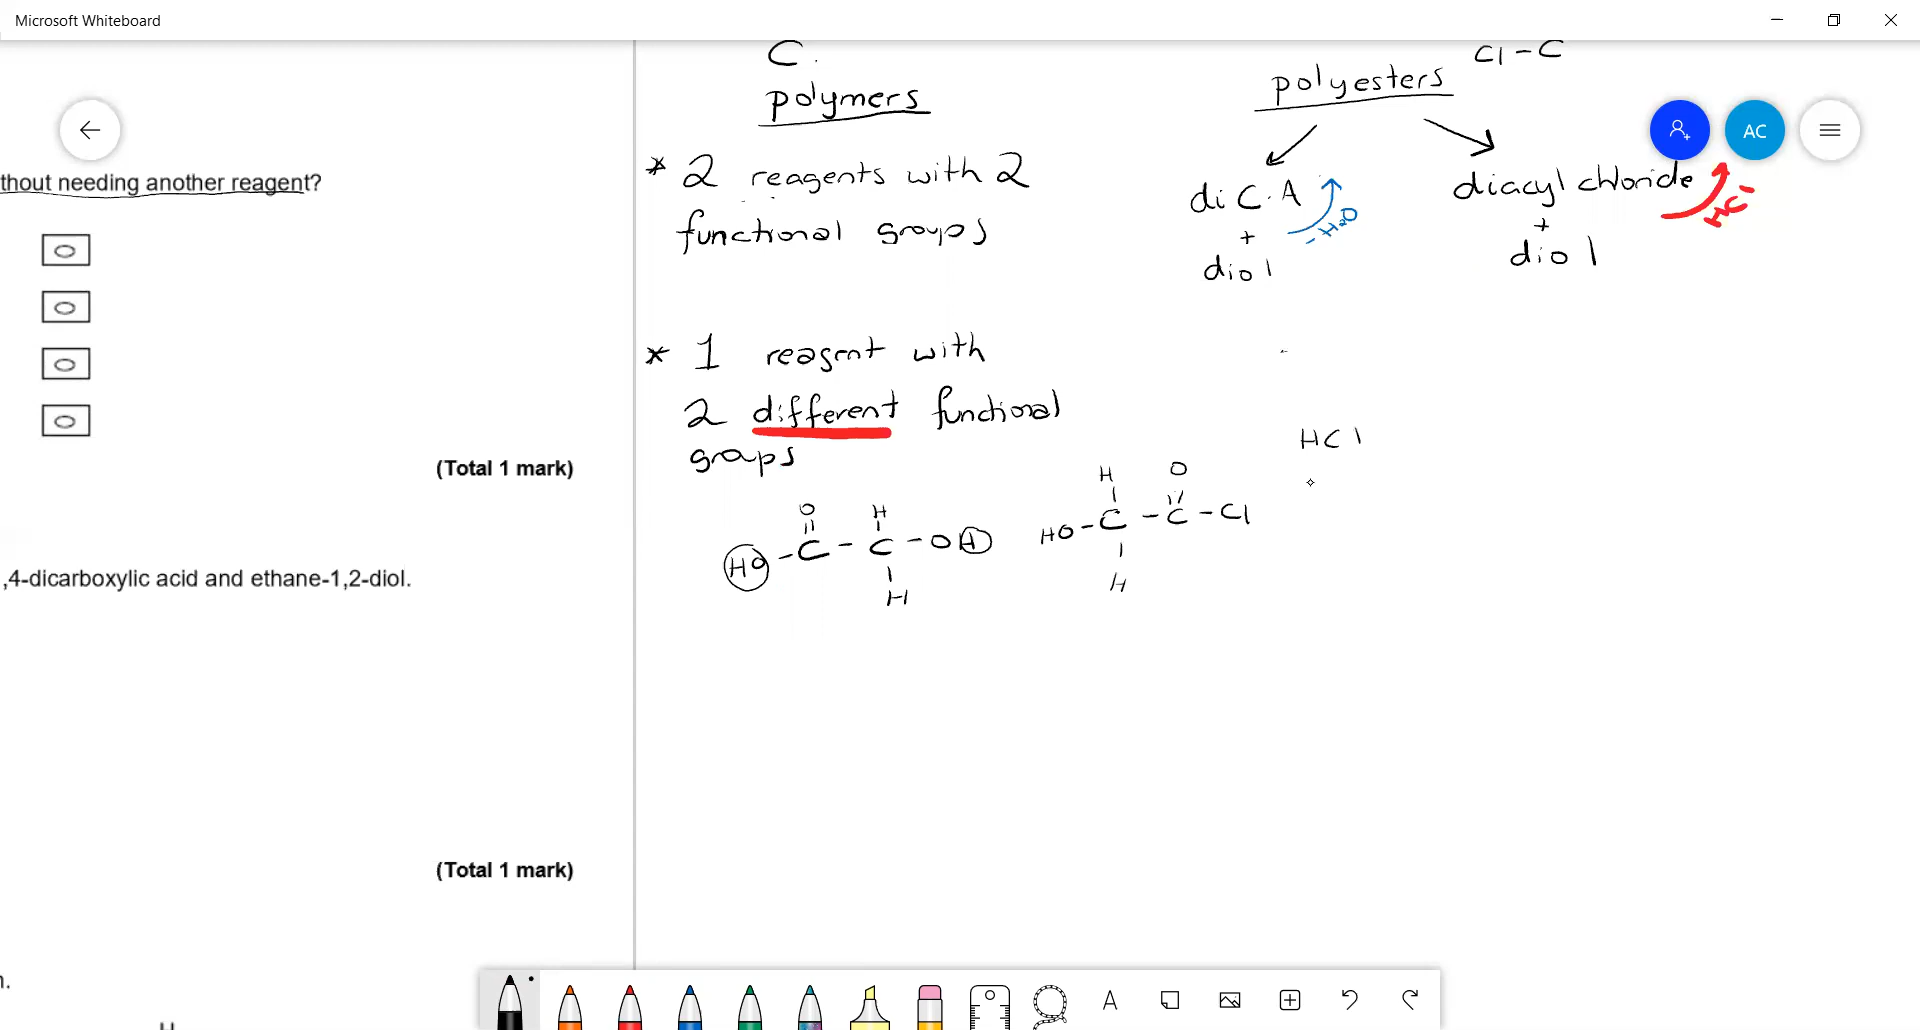 Microsoft Whiteboard
C.
polymers
Cl - C
polyesters
AC
thout needing another reagent?
* 2 reagents with 2
functional groups
di C.A
+
diol
- H2O
diacyl chloride
+
diol
* 1 reagent with
2 different functional
groups
(Total 1 mark)
HCl
O H
HO - C - C - OH
H
H O
HO - C - C - Cl
H
,4-dicarboxylic acid and ethane-1,2-diol.
(Total 1 mark)
A